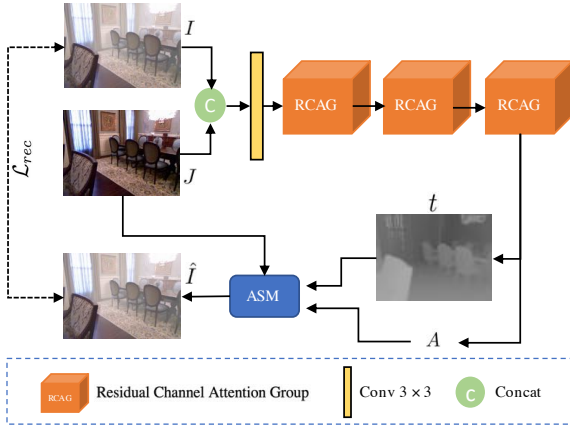 I
C
RCAG
RCAG
RCAG
J
𝓛rec
t
Î
ASM
A
RCAG
Residual Channel Attention Group
Conv 3 × 3
C
Concat